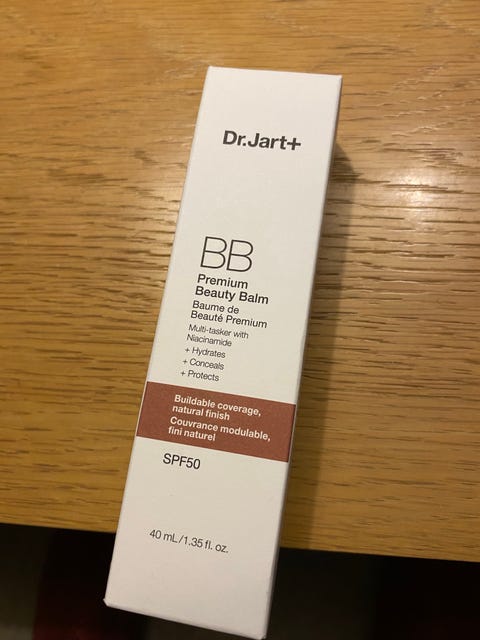 Dr.Jart+
BB
Premium
Beauty Balm
Baume de
Beauté Premium
Multi-tasker with
Niacinamide
+ Hydrates
+ Conceals
+ Protects
Buildable coverage,
natural finish
Couvrance modulable,
fini naturel
SPF50
40 mL/1.35 fl. oz.